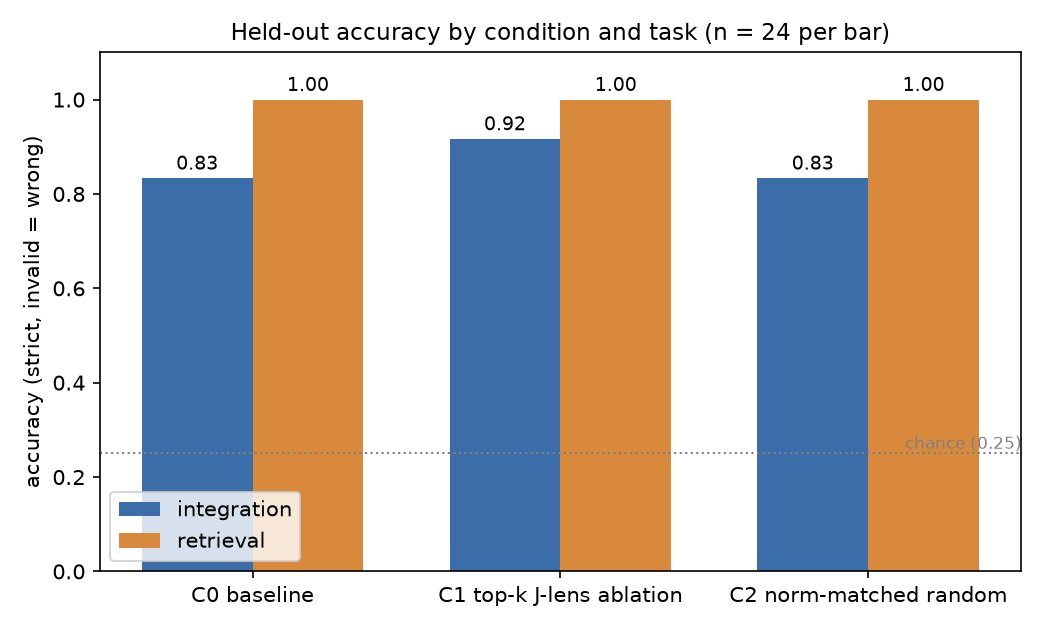 Held-out accuracy by condition and task (n = 24 per bar)
accuracy (strict, invalid = wrong)
1.0
0.8
0.6
0.4
0.2
0.0
0.83
1.00
0.92
1.00
0.83
1.00
chance (0.25)
integration
retrieval
C0 baseline
C1 top-k J-lens ablation
C2 norm-matched random